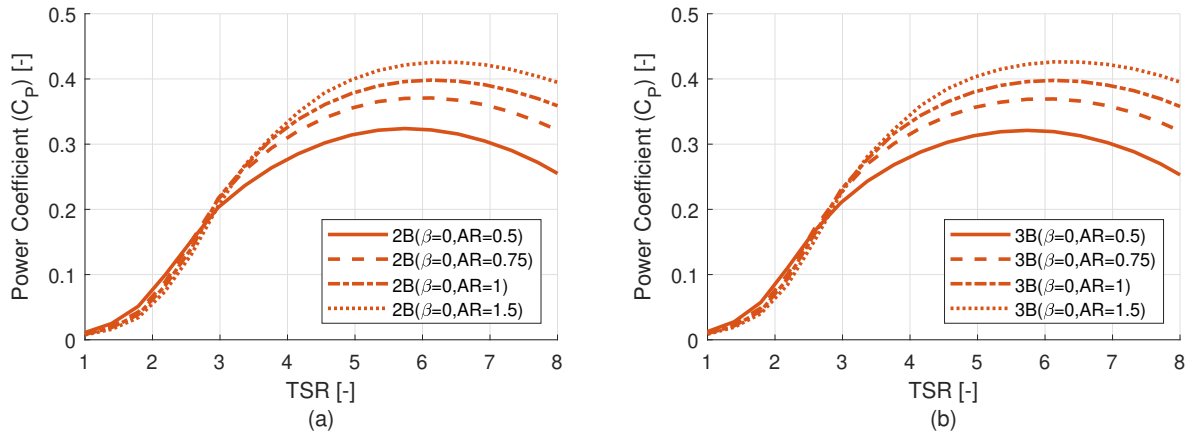 0.5
0.4
0.3
0.2
0.1
0
Power Coefficient (C_P) [-]
1 2 3 4 5 6 7 8
TSR [-]
(a)
2B(β=0,AR=0.5)
2B(β=0,AR=0.75)
2B(β=0,AR=1)
2B(β=0,AR=1.5)
0.5
0.4
0.3
0.2
0.1
0
Power Coefficient (C_P) [-]
1 2 3 4 5 6 7 8
TSR [-]
(b)
3B(β=0,AR=0.5)
3B(β=0,AR=0.75)
3B(β=0,AR=1)
3B(β=0,AR=1.5)